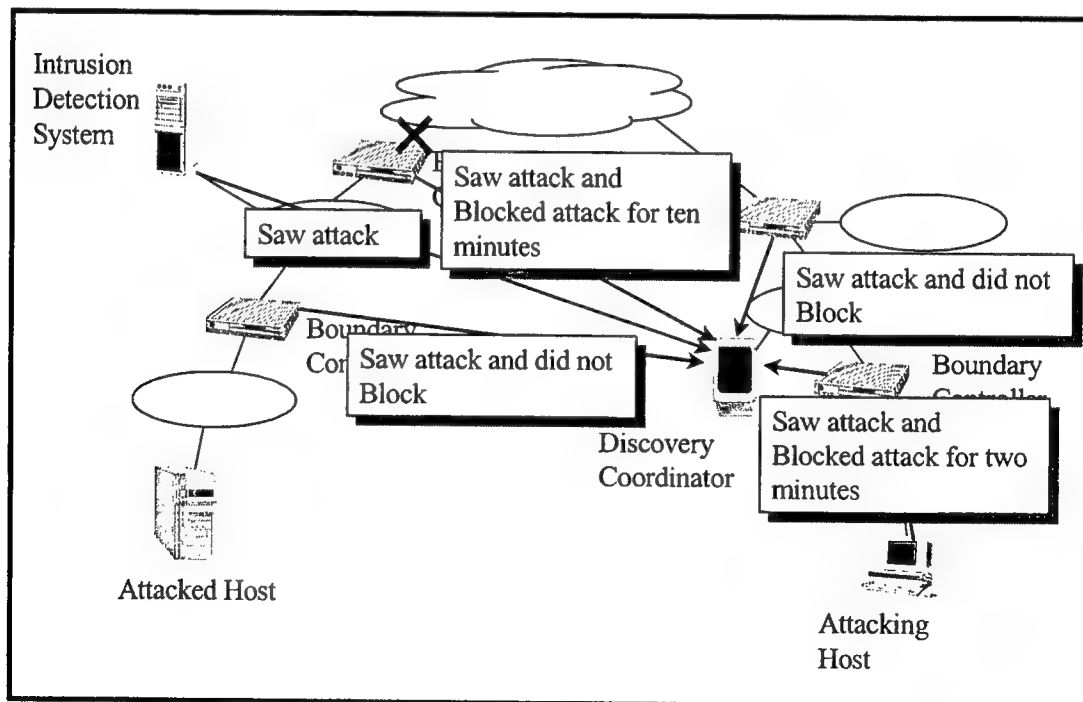 Intrusion
Detection
System
Saw attack and
Blocked attack for ten
minutes
Saw attack
Saw attack and did not
Block
Boundary
Saw attack and did not
Block
Boundary
Controller
Discovery
Coordinator
Saw attack and
Blocked attack for two
minutes
Attacked Host
Attacking
Host